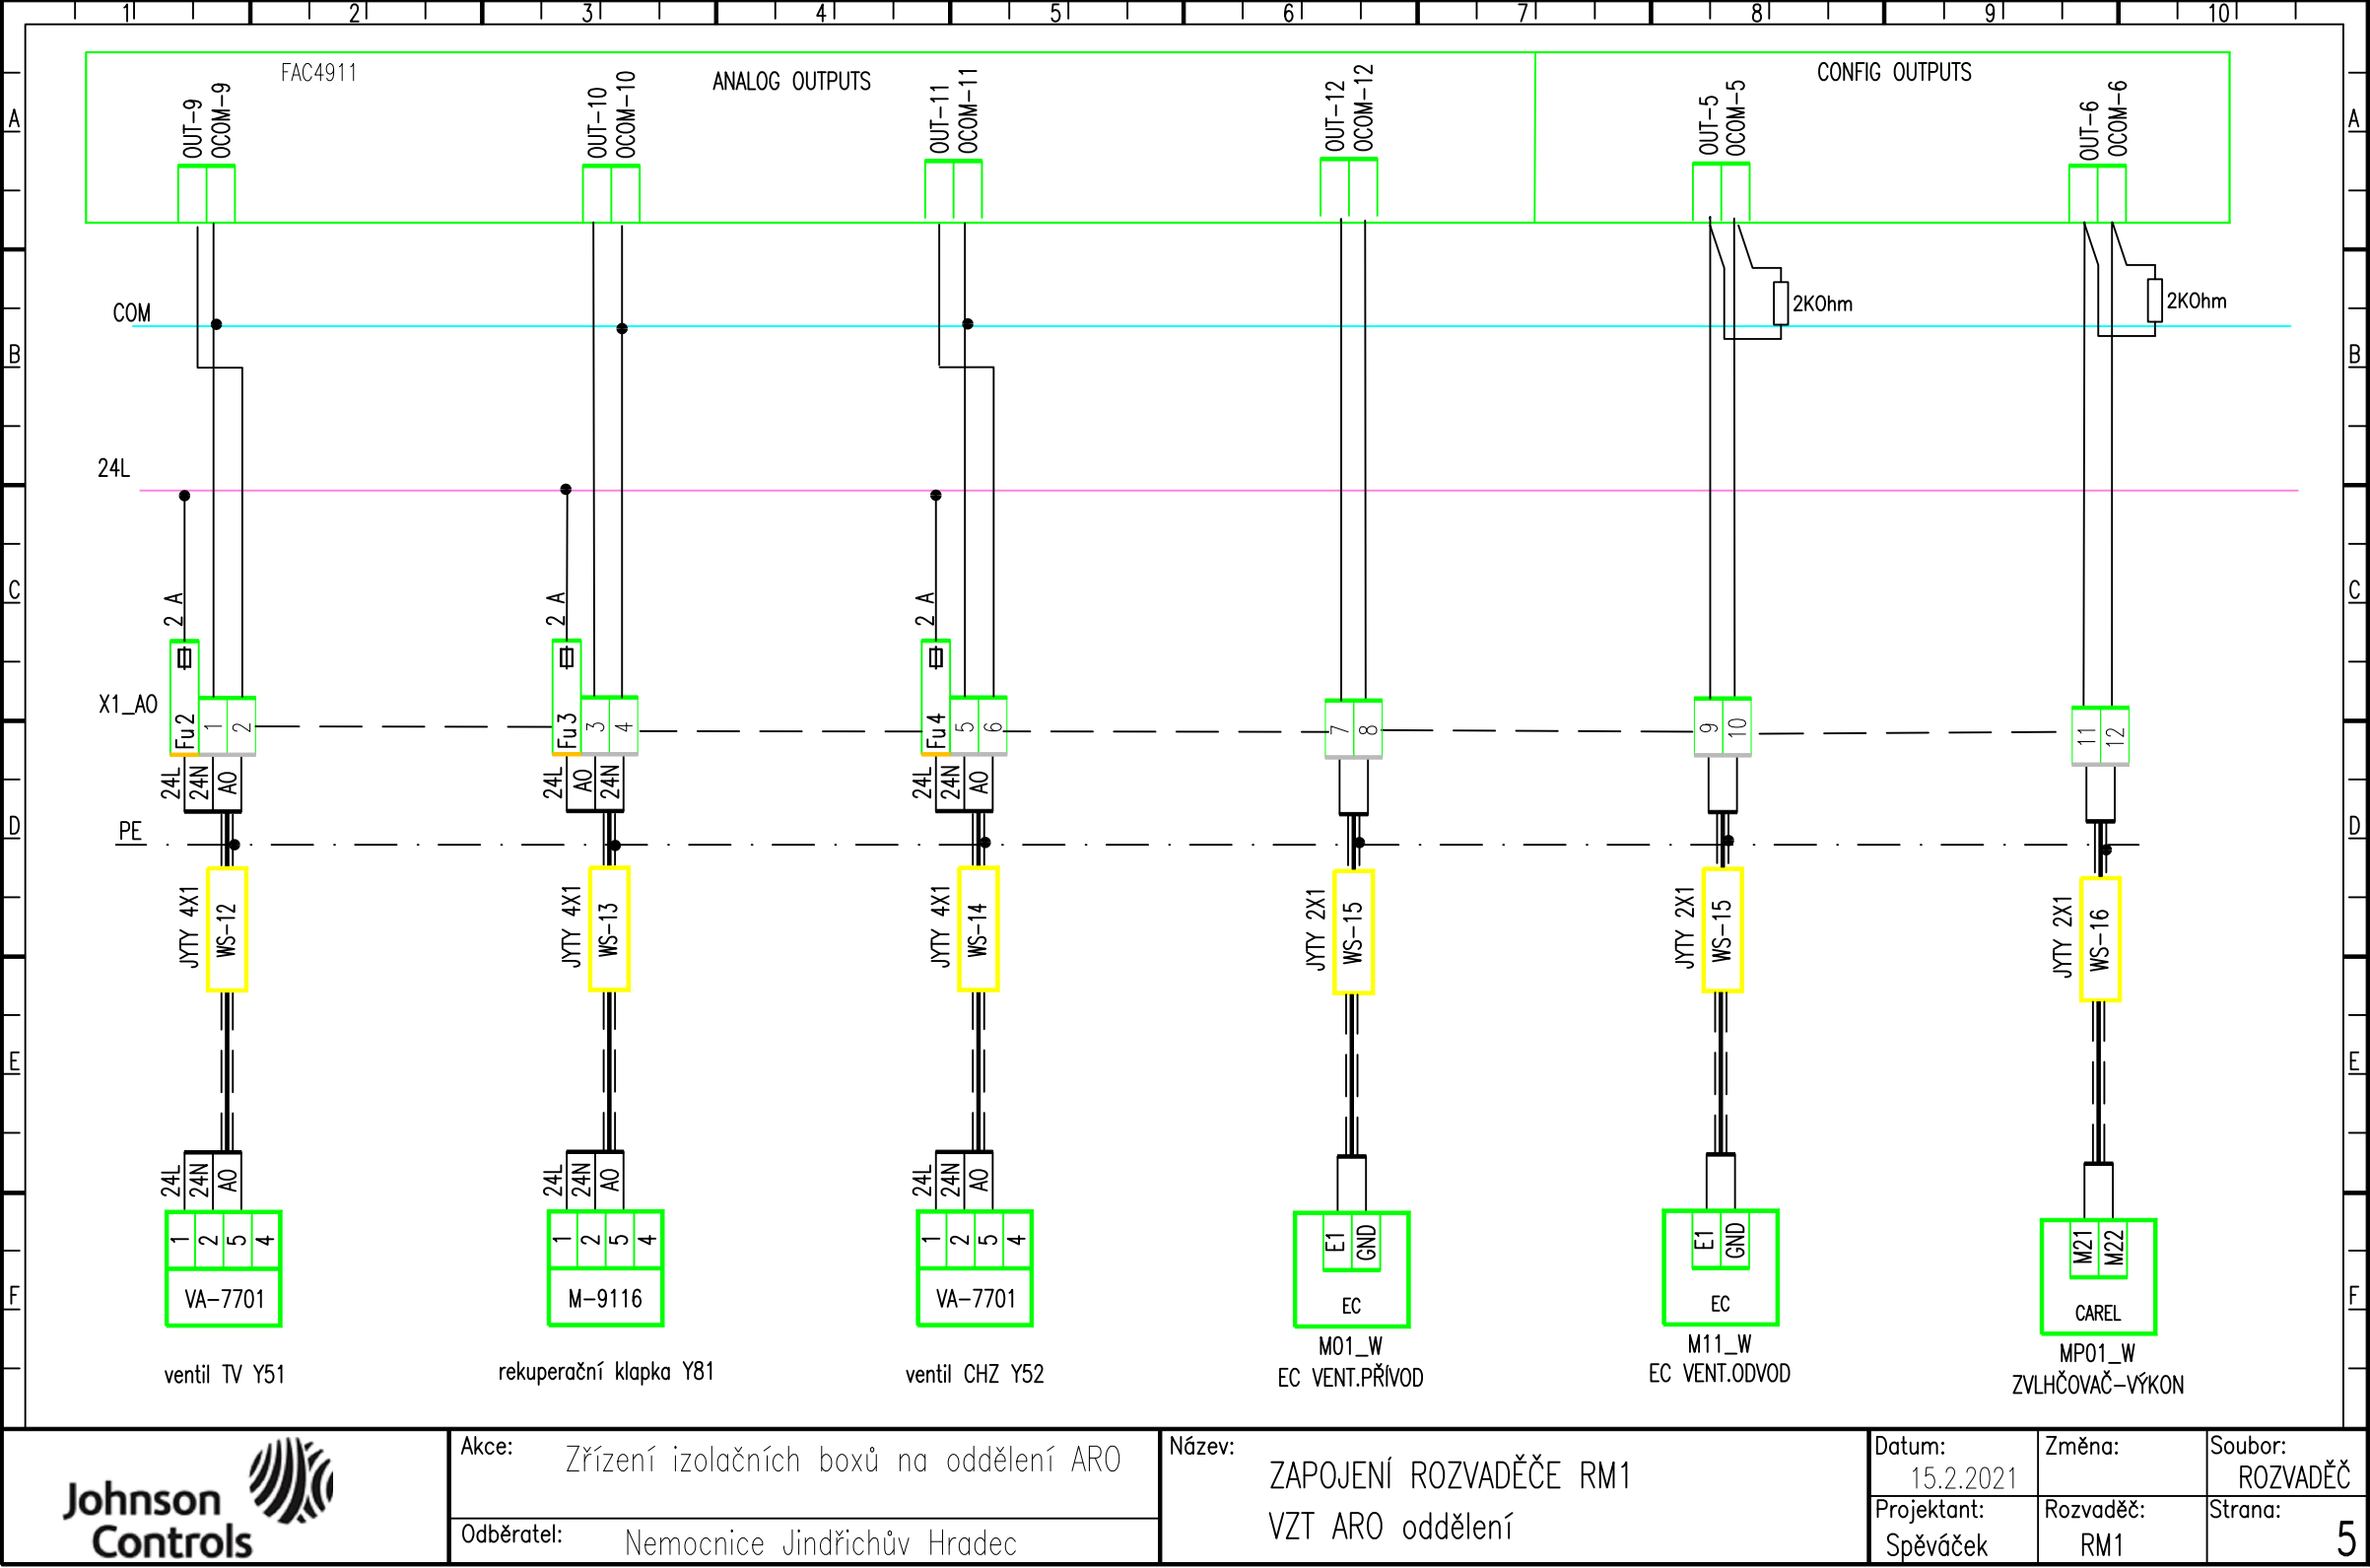 1 2 3 4 5 6 7 8 9 10
FAC4911
ANALOG OUTPUTS
CONFIG OUTPUTS
OUT-9
OCOM-9
OUT-10
OCOM-10
OUT-11
OCOM-11
OUT-12
OCOM-12
OUT-5
OCOM-5
OUT-6
OCOM-6
A A
COM
2KOhm
2KOhm
B B
24L
C C
2 A
2 A
2 A
X1_AO
Fu2 1 2
Fu3 3 4
Fu4 5 6
7 8
9 10
11 12
24L 24N AO
24L AO 24N
24L 24N AO
D D
PE
JYTY 4X1 WS-12
JYTY 4X1 WS-13
JYTY 4X1 WS-14
JYTY 2X1 WS-15
JYTY 2X1 WS-15
JYTY 2X1 WS-16
E E
24L 24N AO
24L 24N AO
24L 24N AO
1 2 5 4
1 2 5 4
1 2 5 4
E1 GND
E1 GND
M21 M22
F F
VA-7701
M-9116
VA-7701
EC
EC
CAREL
ventil TV Y51
rekuperační klapka Y81
ventil CHZ Y52
M01_W
EC VENT.PŘÍVOD
M11_W
EC VENT.ODVOD
MP01_W
ZVLHČOVAČ-VÝKON
Johnson
Controls
Akce: Zřízení izolačních boxů na oddělení ARO
Odběratel: Nemocnice Jindřichův Hradec
Název:
ZAPOJENÍ ROZVADĚČE RM1
VZT ARO oddělení
Datum:
15.2.2021
Změna:
Soubor:
ROZVADĚČ
Projektant:
Spěváček
Rozvaděč:
RM1
Strana:
5